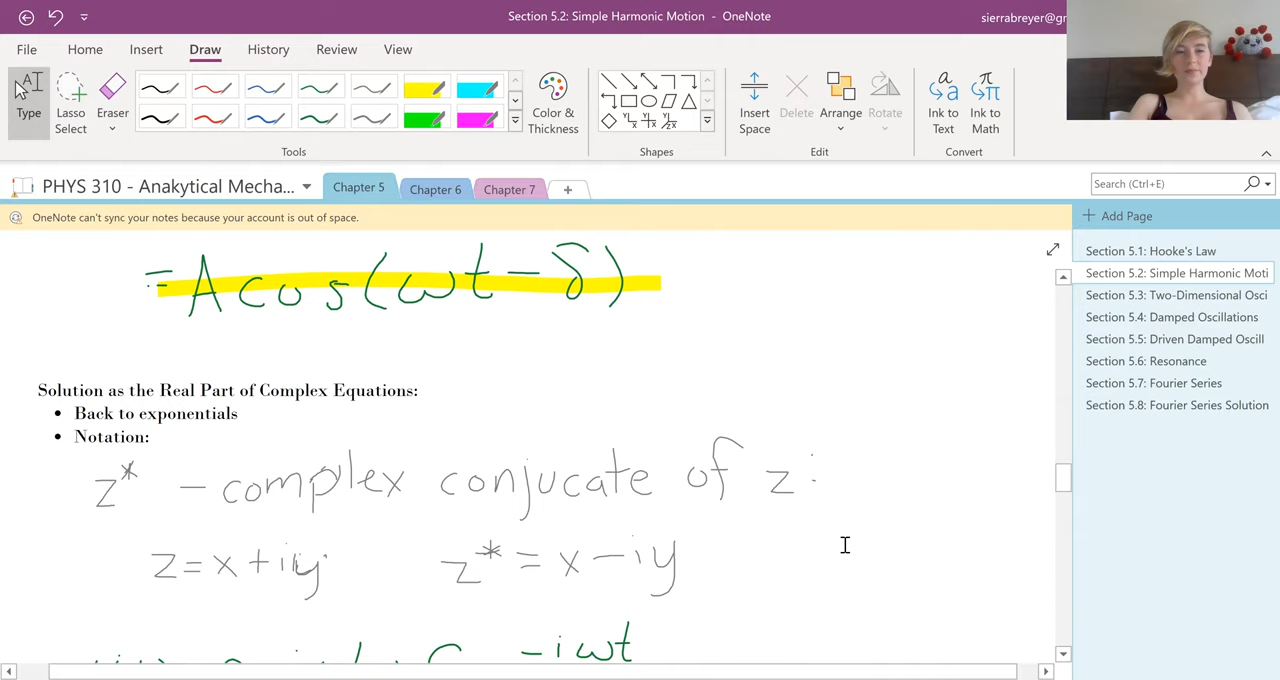 Section 5.2: Simple Harmonic Motion - OneNote
sierrabreyer@gr
File Home Insert Draw History Review View
Type
Lasso Select
Eraser
Color & Thickness
Insert Space
Delete
Arrange
Rotate
Ink to Text
Ink to Math
Tools
Shapes
Edit
Convert
PHYS 310 - Anakytical Mecha...
Chapter 5
Chapter 6
Chapter 7
Search (Ctrl+E)
OneNote can't sync your notes because your account is out of space.
Add Page
Section 5.1: Hooke's Law
Section 5.2: Simple Harmonic Moti
Section 5.3: Two-Dimensional Osci
Section 5.4: Damped Oscillations
Section 5.5: Driven Damped Oscill
Section 5.6: Resonance
Section 5.7: Fourier Series
Section 5.8: Fourier Series Solution
= A cos(ωt - δ)
Solution as the Real Part of Complex Equations:
• Back to exponentials
• Notation:
z* - complex conjucate of z:
z = x + iy z* = x - iy
-iωt